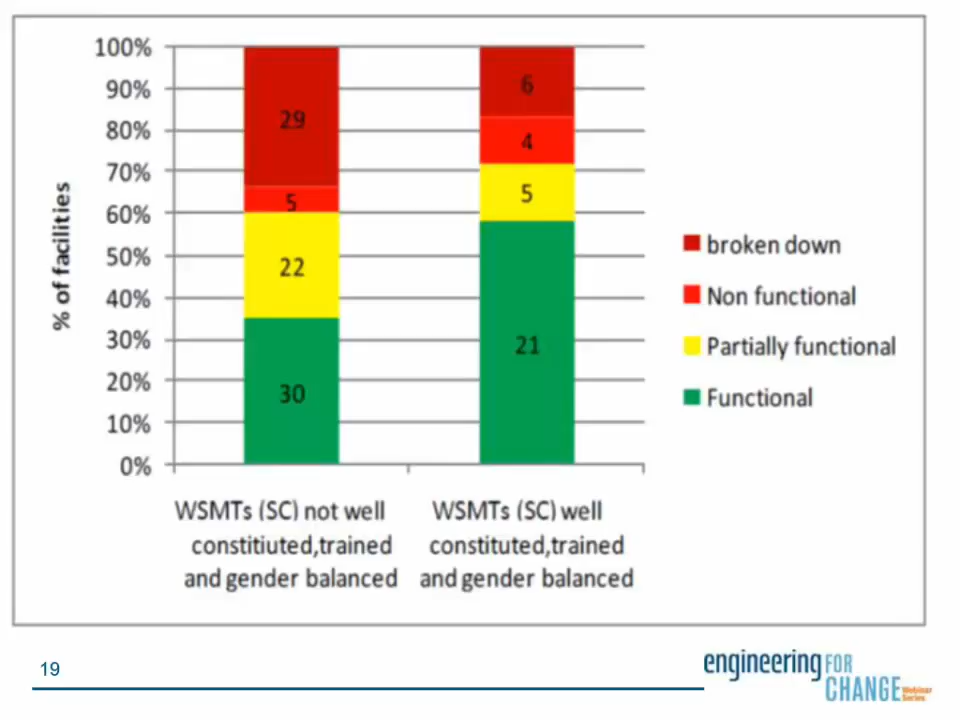 100%
90%
80%
70%
60%
50%
40%
30%
20%
10%
0%
% of facilities
29
5
22
30
6
4
5
21
broken down
Non functional
Partially functional
Functional
WSMTs (SC) not well
constitiuted,trained
and gender balanced
WSMTs (SC) well
constituted,trained
and gender balanced
19
engineering FOR
CHANGE Webinar
Series